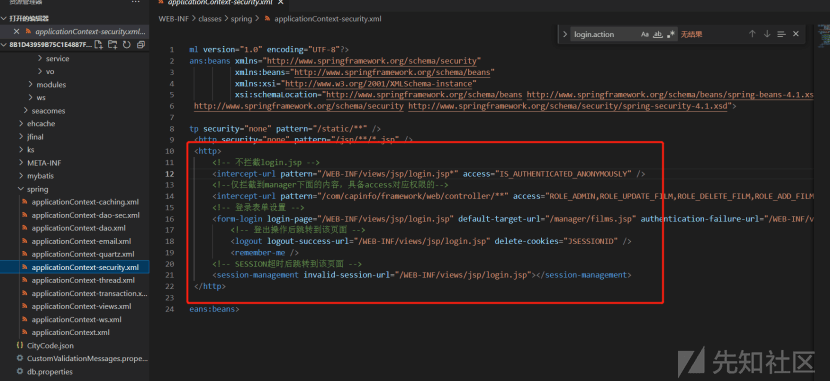 资源管理器
打开的编辑器
applicationContext-security.xml...
8B1D43959B75C1E4887F...
service
vo
modules
ws
seacomes
ehcache
jfinal
ks
META-INF
mybatis
spring
applicationContext-caching.xml
applicationContext-dao-sec.xml
applicationContext-dao.xml
applicationContext-email.xml
applicationContext-quartz.xml
applicationContext-security.xml
applicationContext-thread.xml
applicationContext-transaction.x...
applicationContext-views.xml
applicationContext-ws.xml
applicationContext.xml
CityCode.json
CustomValidationMessages.prope...
db.properties
applicationContext-security.xml
WEB-INF > classes > spring > applicationContext-security.xml
login.action Aa ab 无结果
1 ml version="1.0" encoding="UTF-8"?>
2 ans:beans xmlns="http://www.springframework.org/schema/security"
3 xmlns:beans="http://www.springframework.org/schema/beans"
4 xmlns:xsi="http://www.w3.org/2001/XMLSchema-instance"
5 xsi:schemaLocation="http://www.springframework.org/schema/beans http://www.springframework.org/schema/beans/spring-beans-4.1.xs
6 http://www.springframework.org/schema/security http://www.springframework.org/schema/security/spring-security-4.1.xsd">
7
8 tp security="none" pattern="/static/**" />
9 <http security="none" pattern="/jsp/**/*.jsp" />
10 <http>
11 <!-- 不拦截login.jsp -->
12 <intercept-url pattern="/WEB-INF/views/jsp/login.jsp*" access="IS_AUTHENTICATED_ANONYMOUSLY" />
13 <!--仅拦截到manager下面的内容，具备access对应权限的-->
14 <intercept-url pattern="/com/capinfo/framework/web/controller/**" access="ROLE_ADMIN,ROLE_UPDATE_FILM,ROLE_DELETE_FILM,ROLE_ADD_FILM
15 <!-- 登录表单设置 -->
16 <form-login login-page="/WEB-INF/views/jsp/login.jsp" default-target-url="/manager/films.jsp" authentication-failure-url="/WEB-INF/v
17 <!-- 登出操作后跳转到该页面 -->
18 <logout logout-success-url="/WEB-INF/views/jsp/login.jsp" delete-cookies="JSESSIONID" />
19 <remember-me />
20 <!-- SESSION超时后跳转到该页面 -->
21 <session-management invalid-session-url="/WEB-INF/views/jsp/login.jsp"></session-management>
22 </http>
23
24 eans:beans>
先知社区